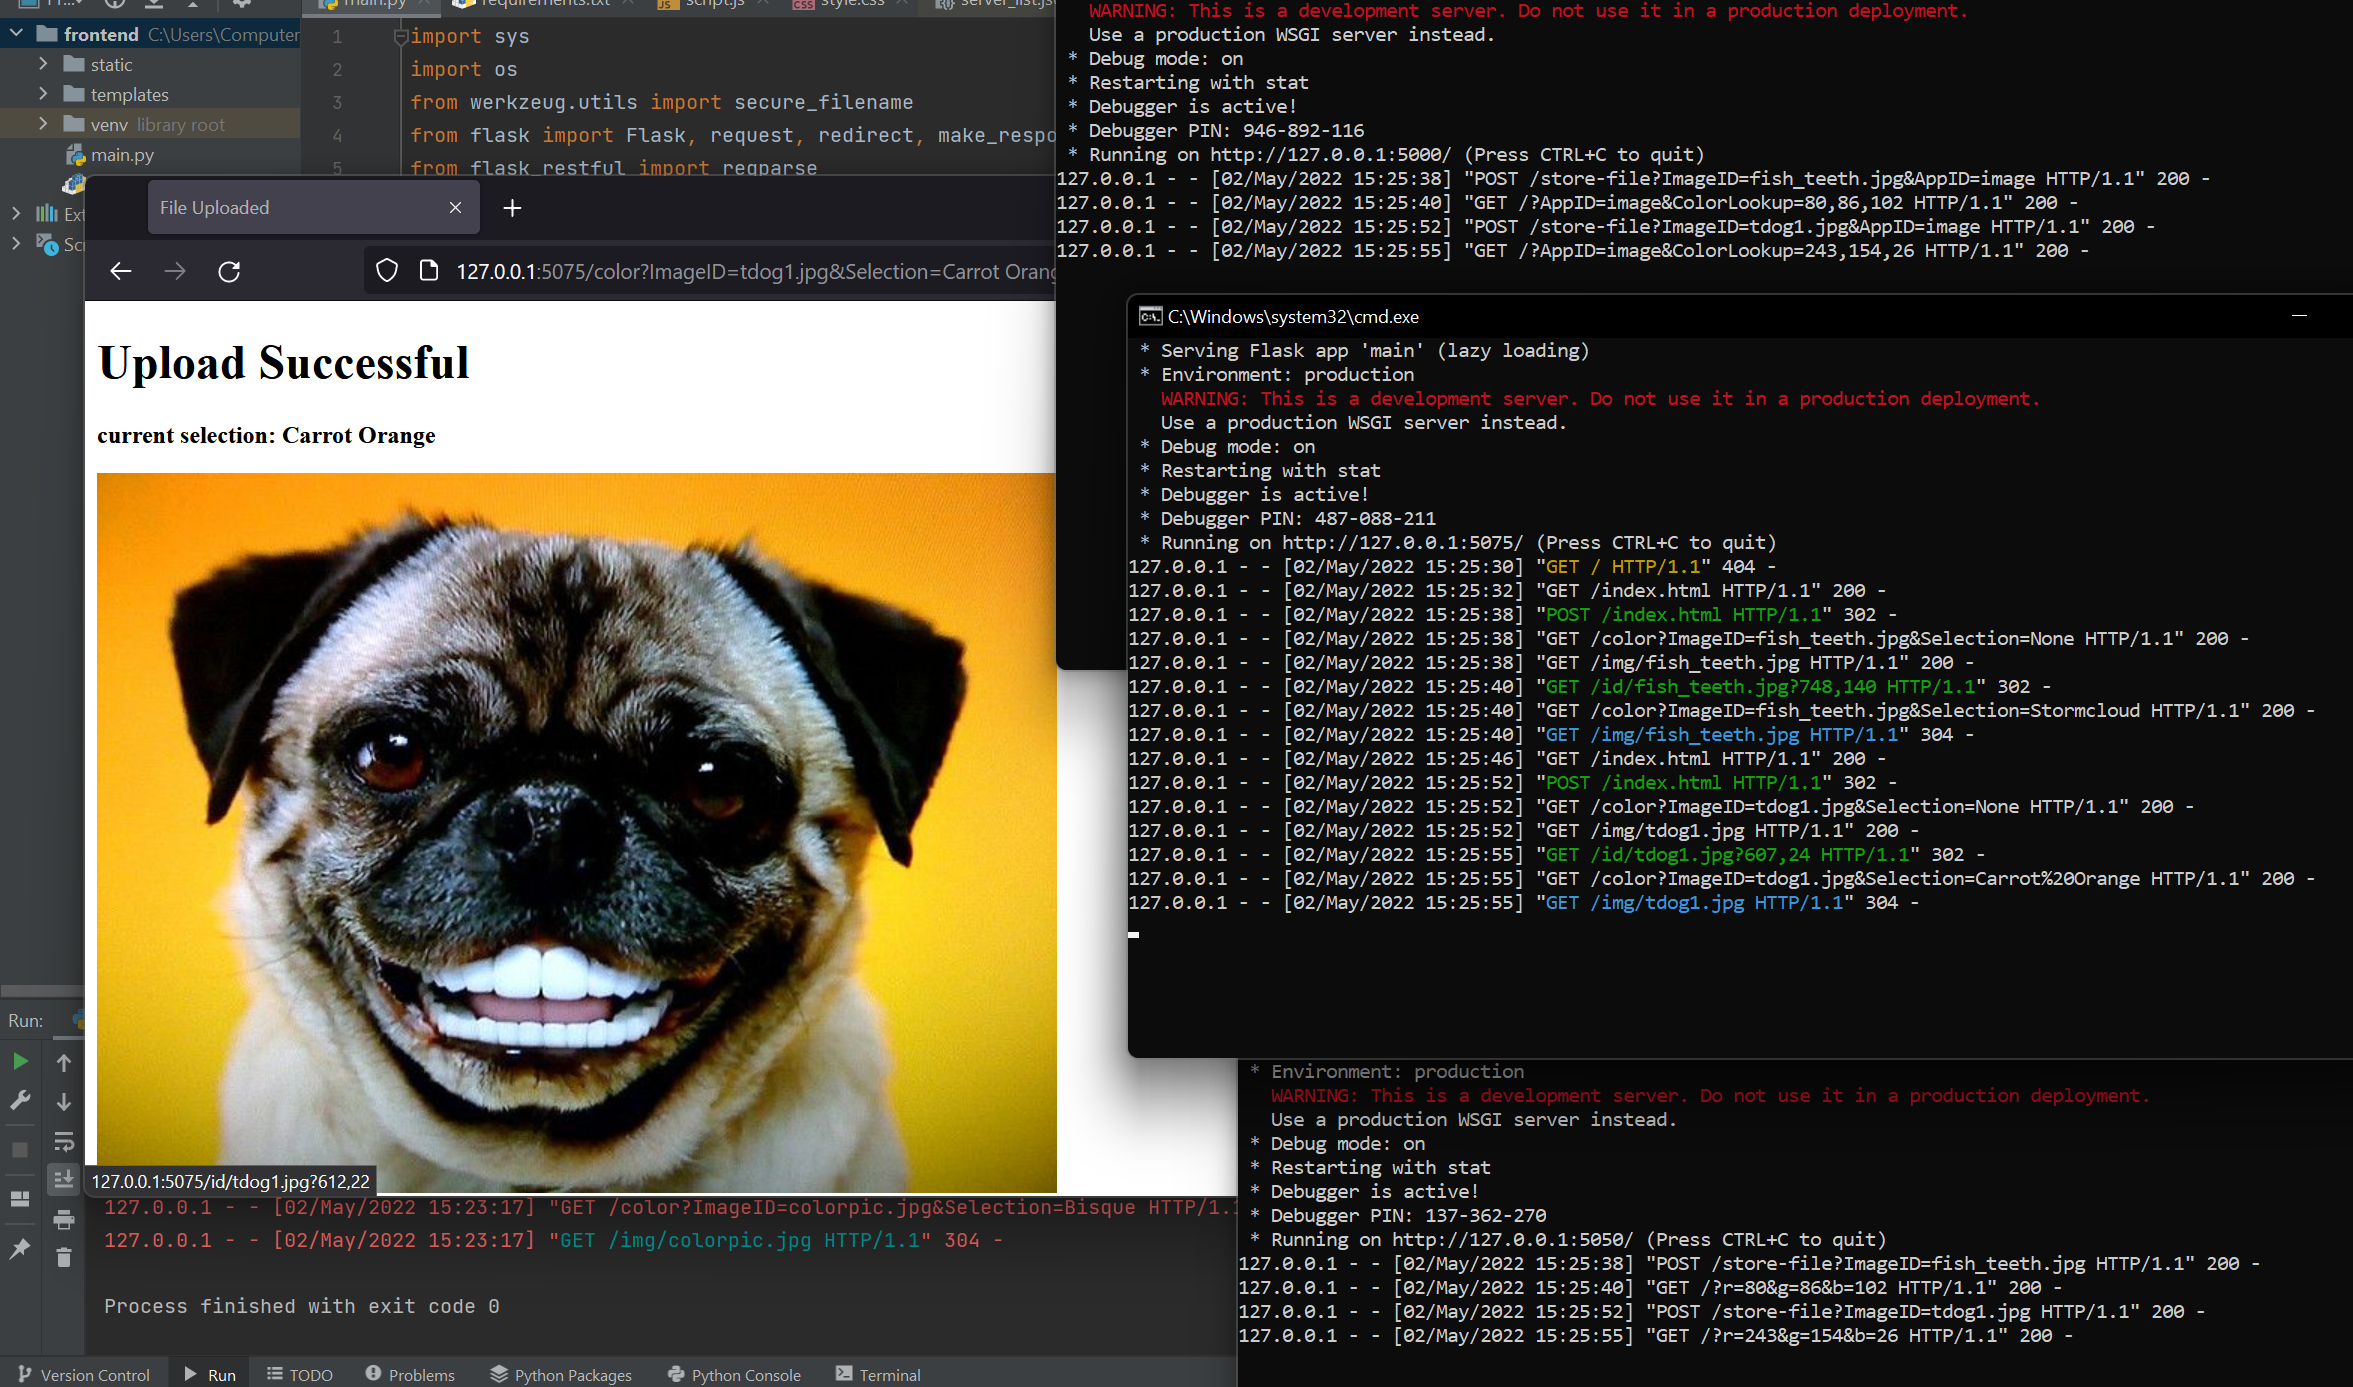 main.py
requirements.txt
script.js
style.css
frontend C:\Users\Computer
static
templates
venv library root
main.py
1 import sys
2 import os
3 from werkzeug.utils import secure_filename
4 from flask import Flask, request, redirect, make_respo
5 from flask_restful import reqparse
File Uploaded
127.0.0.1:5075/color?ImageID=tdog1.jpg&Selection=Carrot Orang
Upload Successful
current selection: Carrot Orange
127.0.0.1:5075/id/tdog1.jpg?612,22
WARNING: This is a development server. Do not use it in a production deployment.
Use a production WSGI server instead.
* Debug mode: on
* Restarting with stat
* Debugger is active!
* Debugger PIN: 946-892-116
* Running on http://127.0.0.1:5000/ (Press CTRL+C to quit)
127.0.0.1 - - [02/May/2022 15:25:38] "POST /store-file?ImageID=fish_teeth.jpg&AppID=image HTTP/1.1" 200 -
127.0.0.1 - - [02/May/2022 15:25:40] "GET /?AppID=image&ColorLookup=80,86,102 HTTP/1.1" 200 -
127.0.0.1 - - [02/May/2022 15:25:52] "POST /store-file?ImageID=tdog1.jpg&AppID=image HTTP/1.1" 200 -
127.0.0.1 - - [02/May/2022 15:25:55] "GET /?AppID=image&ColorLookup=243,154,26 HTTP/1.1" 200 -
C:\Windows\system32\cmd.exe
* Serving Flask app 'main' (lazy loading)
* Environment: production
WARNING: This is a development server. Do not use it in a production deployment.
Use a production WSGI server instead.
* Debug mode: on
* Restarting with stat
* Debugger is active!
* Debugger PIN: 487-088-211
* Running on http://127.0.0.1:5075/ (Press CTRL+C to quit)
127.0.0.1 - - [02/May/2022 15:25:30] "GET / HTTP/1.1" 404 -
127.0.0.1 - - [02/May/2022 15:25:32] "GET /index.html HTTP/1.1" 200 -
127.0.0.1 - - [02/May/2022 15:25:38] "POST /index.html HTTP/1.1" 302 -
127.0.0.1 - - [02/May/2022 15:25:38] "GET /color?ImageID=fish_teeth.jpg&Selection=None HTTP/1.1" 200 -
127.0.0.1 - - [02/May/2022 15:25:38] "GET /img/fish_teeth.jpg HTTP/1.1" 200 -
127.0.0.1 - - [02/May/2022 15:25:40] "GET /id/fish_teeth.jpg?748,140 HTTP/1.1" 302 -
127.0.0.1 - - [02/May/2022 15:25:40] "GET /color?ImageID=fish_teeth.jpg&Selection=Stormcloud HTTP/1.1" 200 -
127.0.0.1 - - [02/May/2022 15:25:40] "GET /img/fish_teeth.jpg HTTP/1.1" 304 -
127.0.0.1 - - [02/May/2022 15:25:46] "GET /index.html HTTP/1.1" 200 -
127.0.0.1 - - [02/May/2022 15:25:52] "POST /index.html HTTP/1.1" 302 -
127.0.0.1 - - [02/May/2022 15:25:52] "GET /color?ImageID=tdog1.jpg&Selection=None HTTP/1.1" 200 -
127.0.0.1 - - [02/May/2022 15:25:52] "GET /img/tdog1.jpg HTTP/1.1" 200 -
127.0.0.1 - - [02/May/2022 15:25:55] "GET /id/tdog1.jpg?607,24 HTTP/1.1" 302 -
127.0.0.1 - - [02/May/2022 15:25:55] "GET /color?ImageID=tdog1.jpg&Selection=Carrot%20Orange HTTP/1.1" 200 -
127.0.0.1 - - [02/May/2022 15:25:55] "GET /img/tdog1.jpg HTTP/1.1" 304 -
* Environment: production
WARNING: This is a development server. Do not use it in a production deployment.
Use a production WSGI server instead.
* Debug mode: on
* Restarting with stat
* Debugger is active!
* Debugger PIN: 137-362-270
* Running on http://127.0.0.1:5050/ (Press CTRL+C to quit)
127.0.0.1 - - [02/May/2022 15:25:38] "POST /store-file?ImageID=fish_teeth.jpg HTTP/1.1" 200 -
127.0.0.1 - - [02/May/2022 15:25:40] "GET /?r=80&g=86&b=102 HTTP/1.1" 200 -
127.0.0.1 - - [02/May/2022 15:25:52] "POST /store-file?ImageID=tdog1.jpg HTTP/1.1" 200 -
127.0.0.1 - - [02/May/2022 15:25:55] "GET /?r=243&g=154&b=26 HTTP/1.1" 200 -
Run:
127.0.0.1 - - [02/May/2022 15:23:17] "GET /color?ImageID=colorpic.jpg&Selection=Bisque HTTP/1.1
127.0.0.1 - - [02/May/2022 15:23:17] "GET /img/colorpic.jpg HTTP/1.1" 304 -
Process finished with exit code 0
Version Control
Run
TODO
Problems
Python Packages
Python Console
Terminal